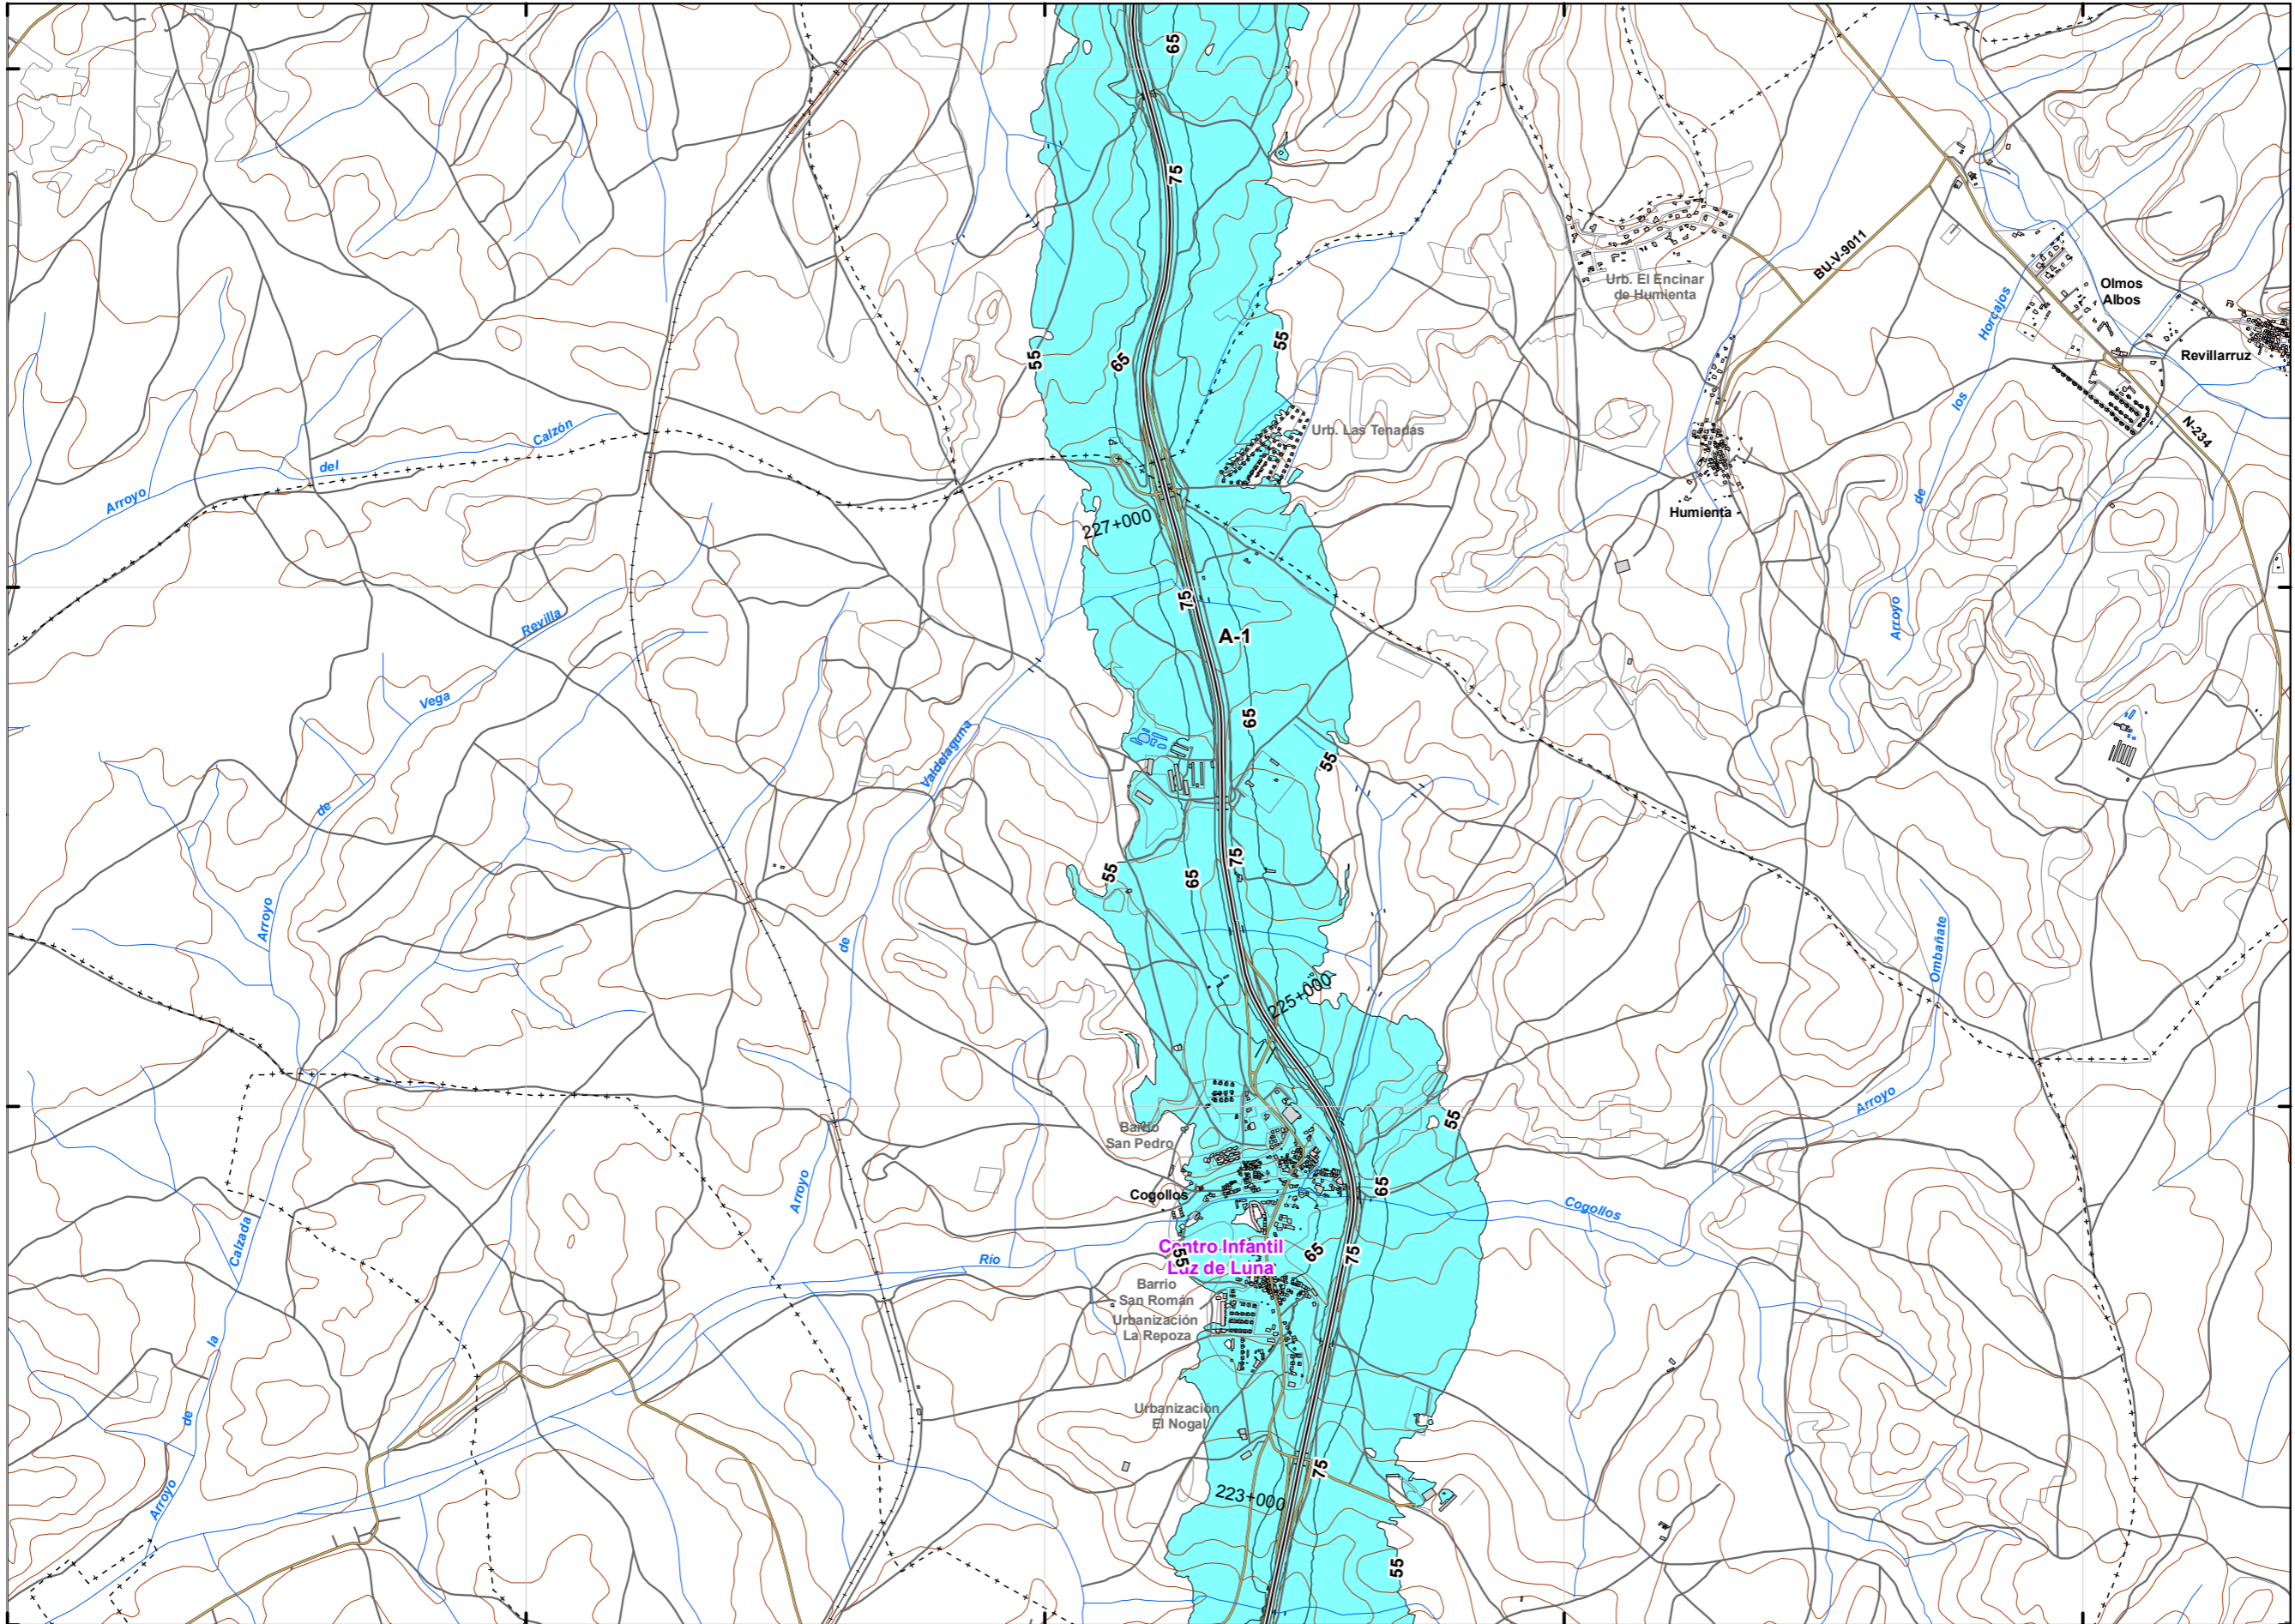 65
75
BU-V-9011
Urb. El Encinar
de Humienta
Olmos
Albos
Horcajos
Revillarruz
55
65
55
Urb. Las Tenadas
los
N-234
Calzón
del
Arroyo
de
Humienta
227+000
75
A-1
Revilla
Arroyo
Vega
65
Valdelaguna
55
de
75
55
65
Arroyo
de
Ombañate
225+000
Arroyo
55
Barrio
San Pedro
Arroyo
65
Cogollos
Cogollos
Calzada
Centro Infantil
Luz de Luna
55
65
75
Río
Barrio
San Román
Urbanización
La Repoza
la
Urbanización
El Nogal
de
75
Arroyo
223+000
55